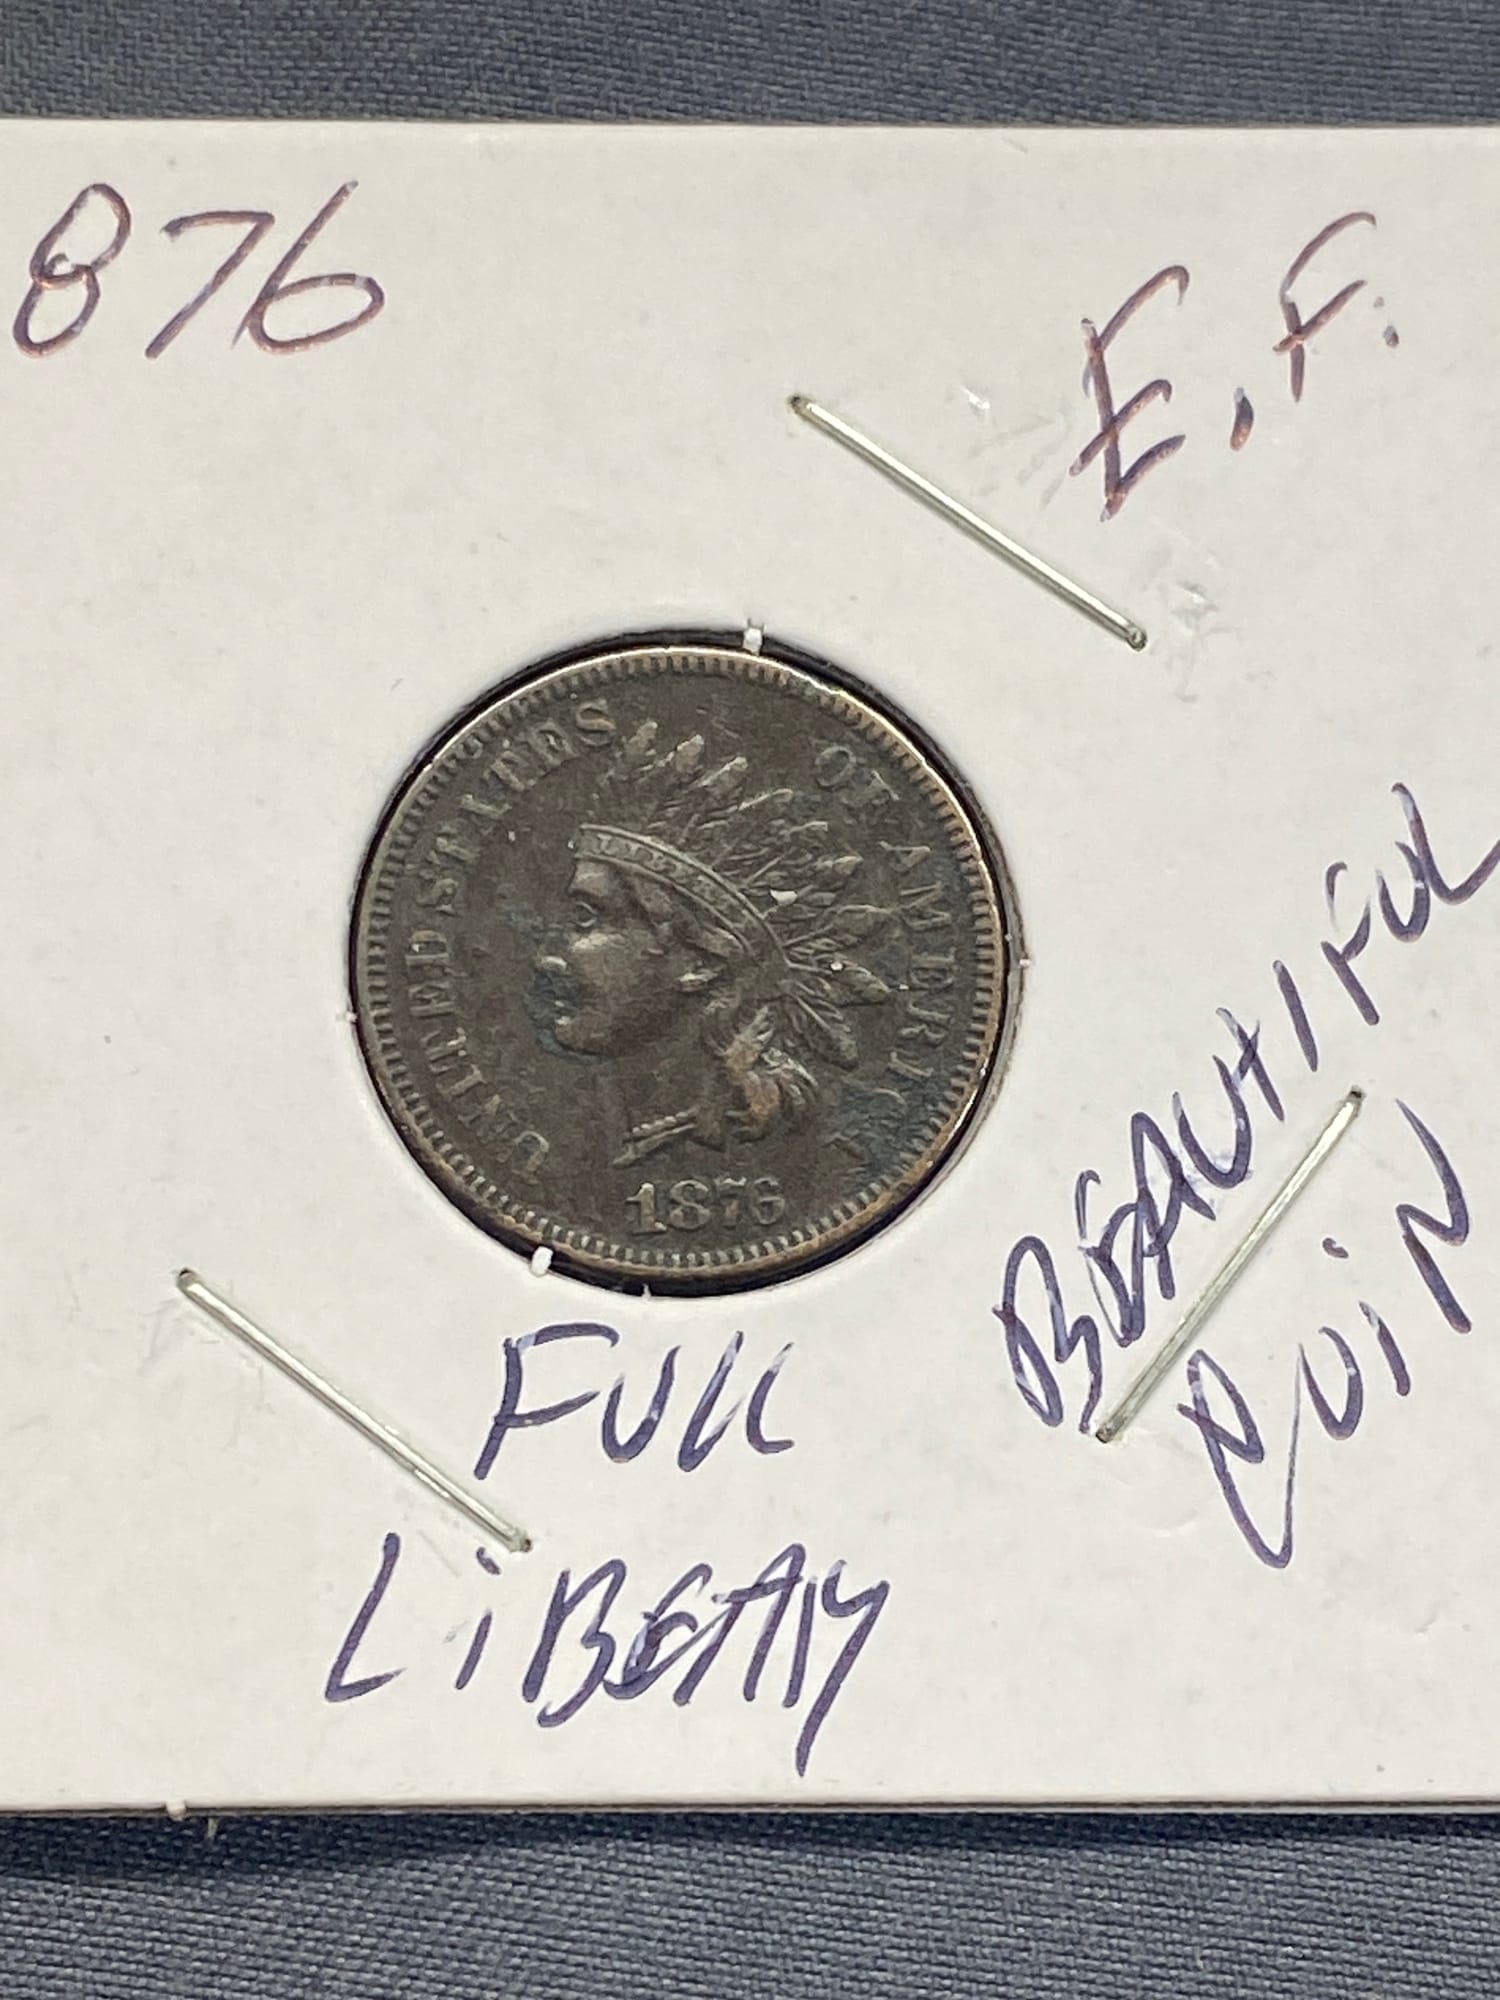 876
E.F.
UNITED STATES OF AMERICA
LIBERTY
1876
BEAUTIFUL
COIN
FULL
LIBERTY